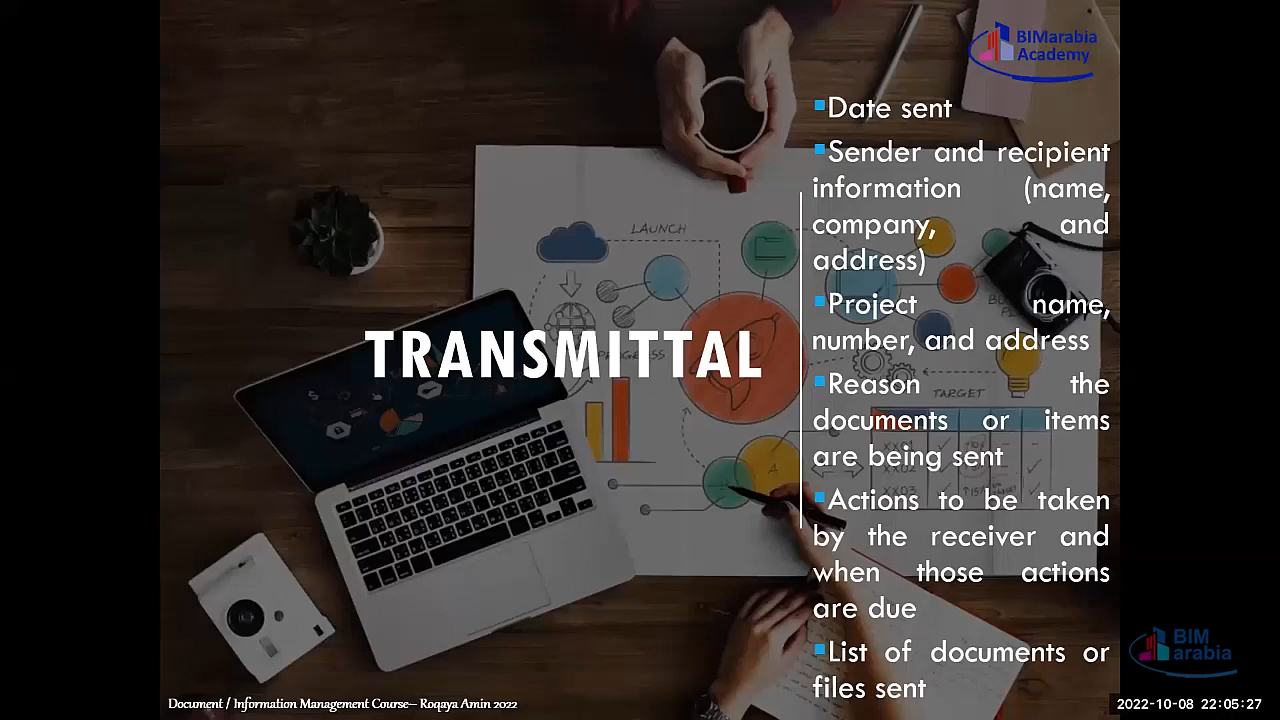 BIMarabia
Academy
Date sent
Sender and recipient
information (name,
company, and
address)
Project name,
number, and address
Reason the
documents or items
are being sent
Actions to be taken
by the receiver and
when those actions
are due
List of documents or
files sent
TRANSMITTAL
LAUNCH
TARGET
BIM
arabia
Document / Information Management Course– Roqaya Amin 2022
2022-10-08 22:05:27